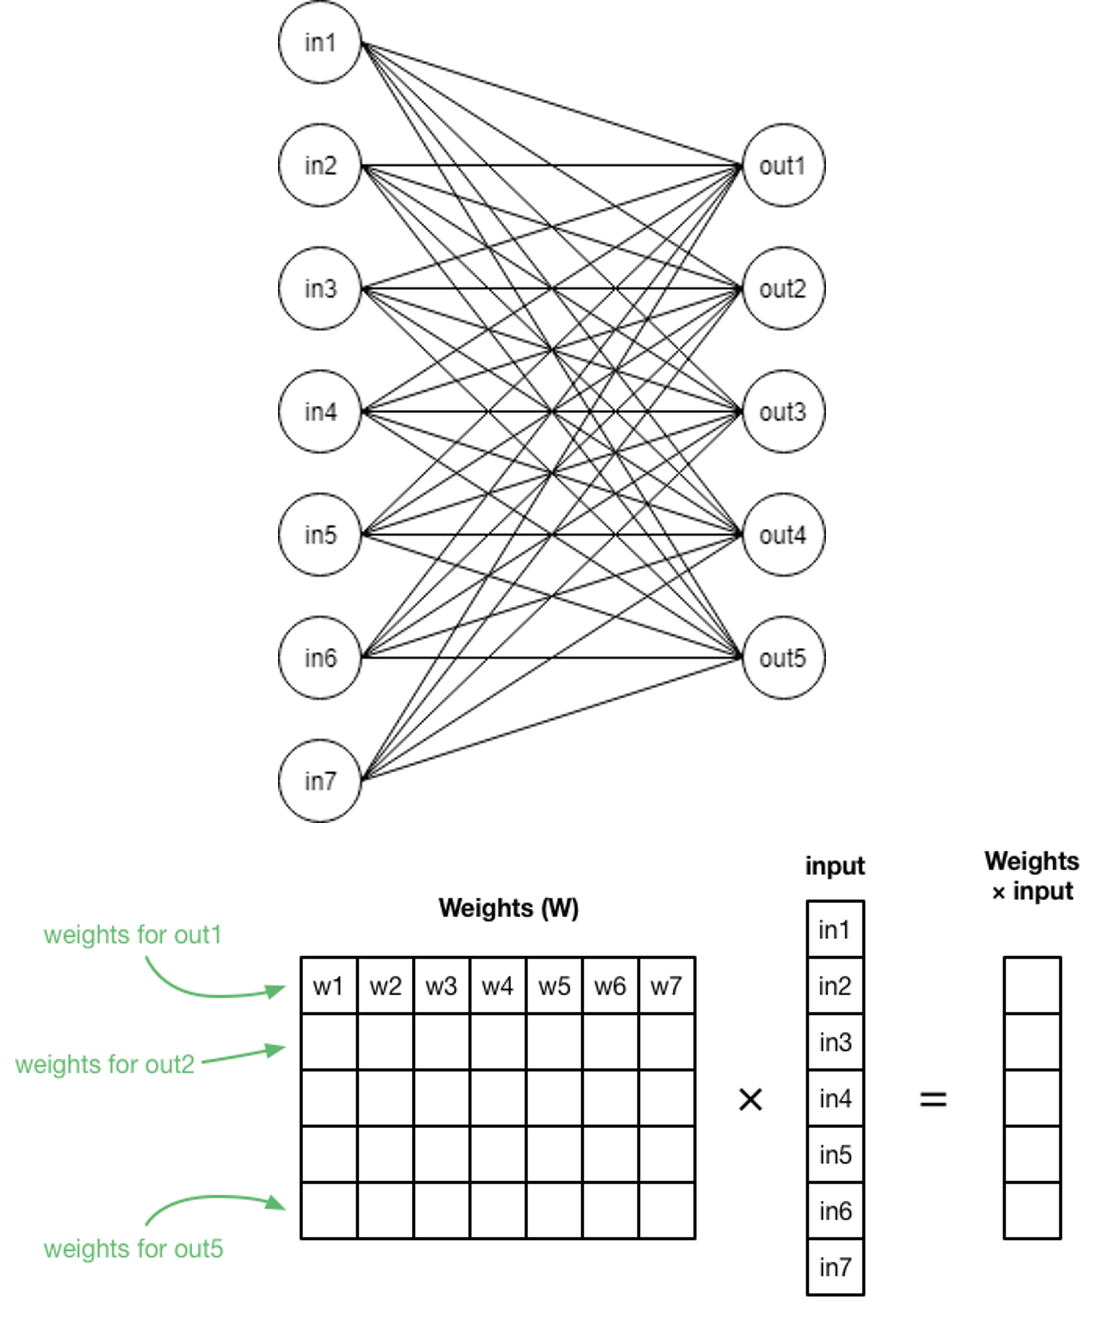 in1
in2
in3
in4
in5
in6
in7
out1
out2
out3
out4
out5
weights for out1
weights for out2
weights for out5
Weights (W)
w1 w2 w3 w4 w5 w6 w7
×
input
in1
in2
in3
in4
in5
in6
in7
=
Weights
× input